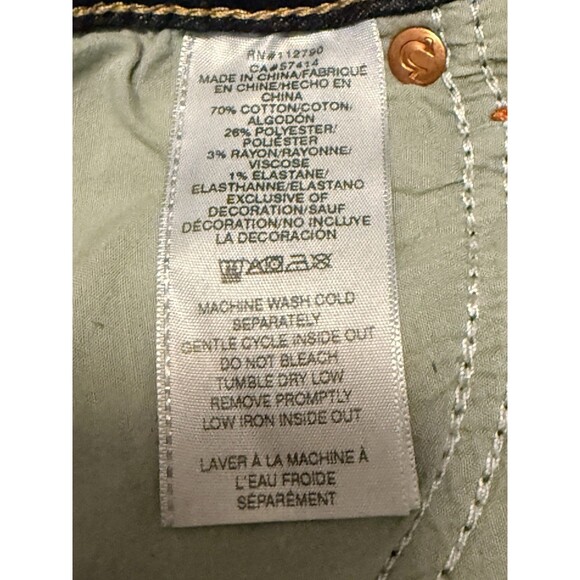 RN#112790
CA#57414
MADE IN CHINA/FABRIQUÉ
EN CHINE/HECHO EN
CHINA
70% COTTON/COTON/
ALGODÓN
26% POLYESTER/
POLIÉSTER
3% RAYON/RAYONNE/
VISCOSE
1% ELASTANE/
ELASTHANNE/ELASTANO
EXCLUSIVE OF
DECORATION/SAUF
DÉCORATION/NO INCLUYE
LA DECORACIÓN
MACHINE WASH COLD
SEPARATELY
GENTLE CYCLE INSIDE OUT
DO NOT BLEACH
TUMBLE DRY LOW
REMOVE PROMPTLY
LOW IRON INSIDE OUT
LAVER À LA MACHINE À
L'EAU FROIDE
SÉPARÉMENT